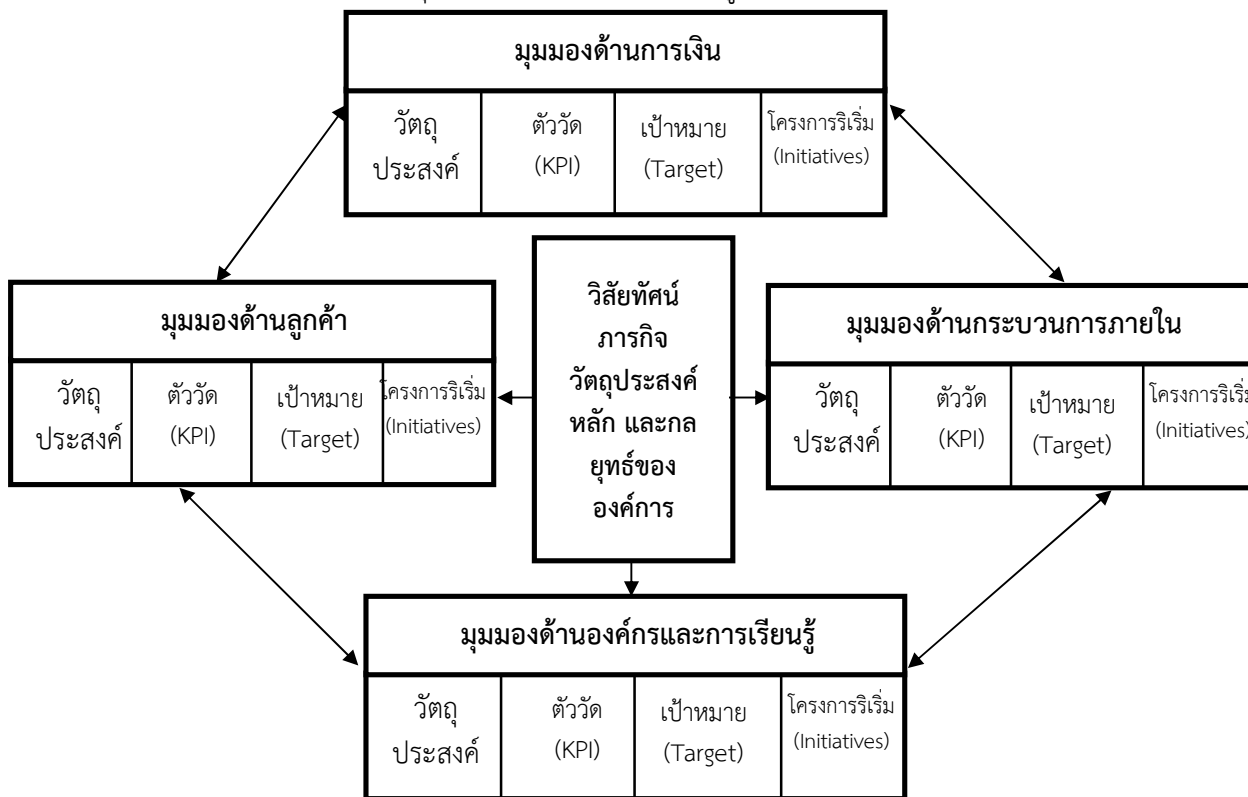 มุมมองด้านการเงิน
วัตถุ
ประสงค์
ตัววัด
(KPI)
เป้าหมาย
(Target)
โครงการริเริ่ม
(Initiatives)
มุมมองด้านลูกค้า
วัตถุ
ประสงค์
ตัววัด
(KPI)
เป้าหมาย
(Target)
โครงการริเริ่ม
(Initiatives)
วิสัยทัศน์
ภารกิจ
วัตถุประสงค์
หลัก และกล
ยุทธ์ของ
องค์การ
มุมมองด้านกระบวนการภายใน
วัตถุ
ประสงค์
ตัววัด
(KPI)
เป้าหมาย
(Target)
โครงการริเริ่ม
(Initiatives)
มุมมองด้านองค์กรและการเรียนรู้
วัตถุ
ประสงค์
ตัววัด
(KPI)
เป้าหมาย
(Target)
โครงการริเริ่ม
(Initiatives)